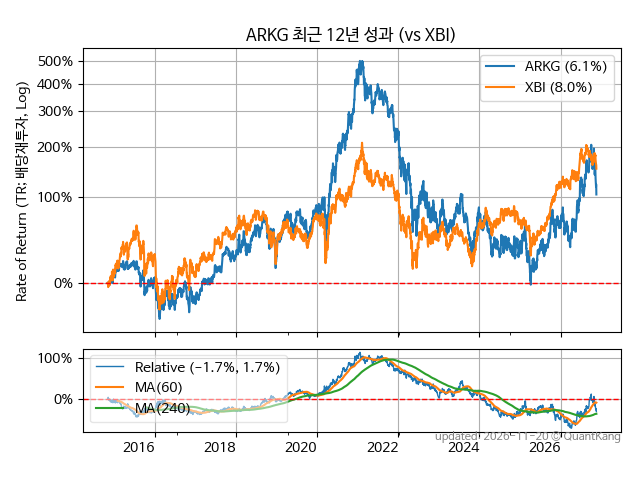 ARKG 최근 12년 성과 (vs XBI)
Rate of Return (TR: 배당재투자, Log)
500%
400%
300%
200%
100%
0%
ARKG (6.1%)
XBI (8.0%)
100%
0%
Relative (−1.7%, 1.7%)
MA(60)
MA(240)
2016
2018
2020
2022
2024
2026
updated: 2026-11-20 © QuantKang